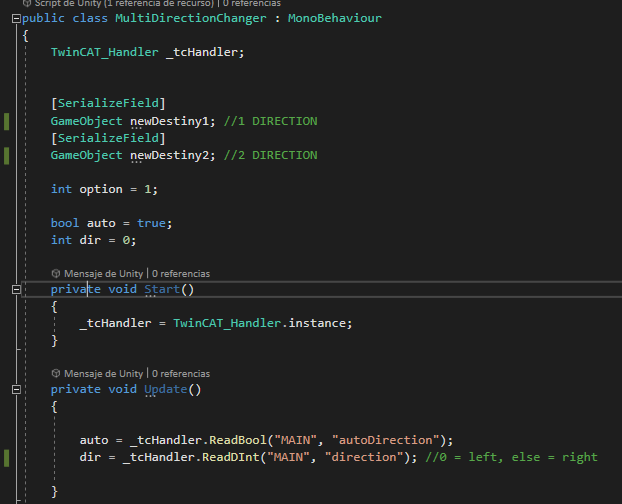 Script de Unity (1 referencia de recurso) | 0 referencias
public class MultiDirectionChanger : MonoBehaviour
{
TwinCAT_Handler _tcHandler;
[SerializeField]
GameObject newDestiny1; //1 DIRECTION
[SerializeField]
GameObject newDestiny2; //2 DIRECTION
int option = 1;
bool auto = true;
int dir = 0;
Mensaje de Unity | 0 referencias
private void Start()
{
_tcHandler = TwinCAT_Handler.instance;
}
Mensaje de Unity | 0 referencias
private void Update()
{
auto = _tcHandler.ReadBool("MAIN", "autoDirection");
dir = _tcHandler.ReadDInt("MAIN", "direction"); //0 = left, else = right
}